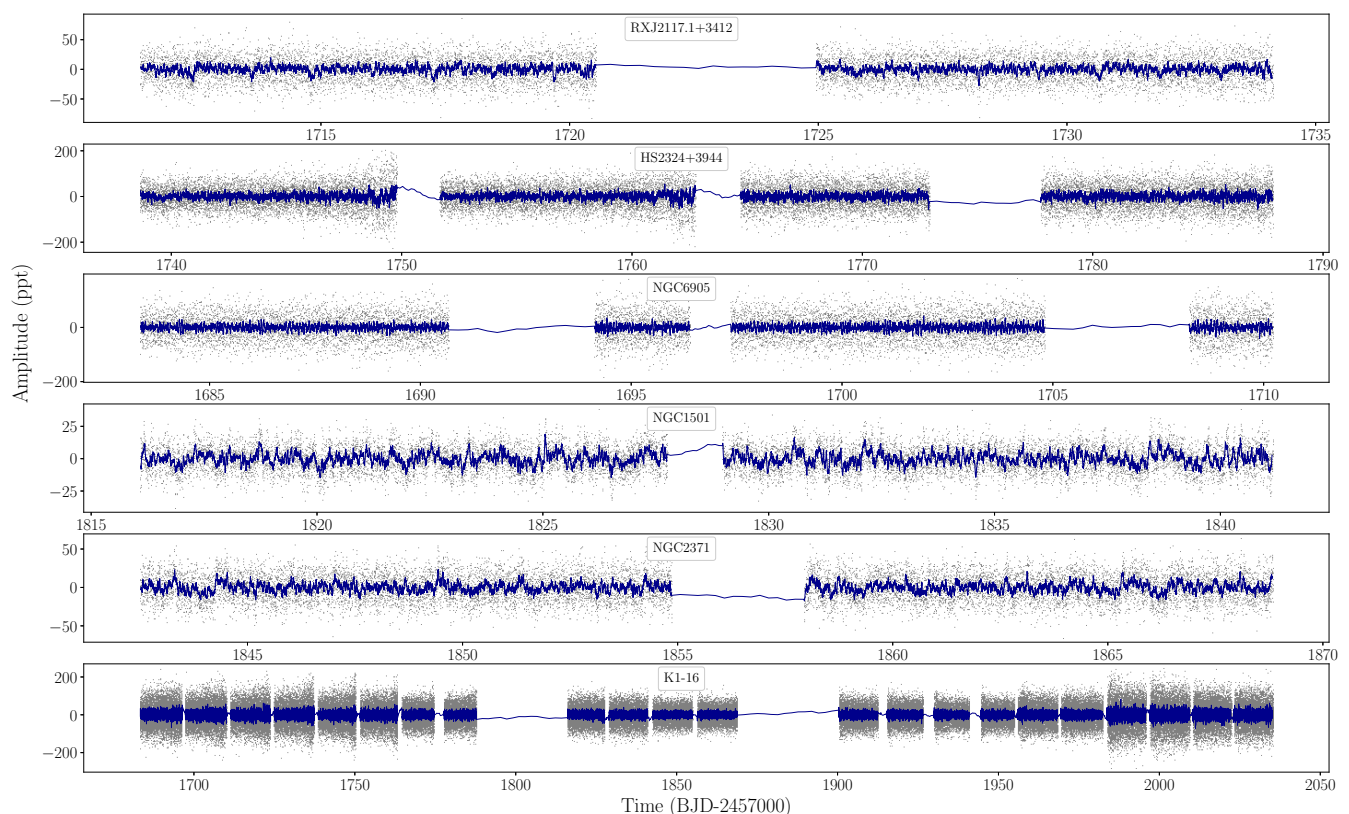 RXJ2117.1+3412
50
0
−50
1715 1720 1725 1730 1735
HS2324+3944
200
0
−200
1740 1750 1760 1770 1780 1790
NGC6905
0
−200
1685 1690 1695 1700 1705 1710
NGC1501
25
0
−25
1815 1820 1825 1830 1835 1840
NGC2371
50
0
−50
1845 1850 1855 1860 1865 1870
K1-16
200
0
−200
1700 1750 1800 1850 1900 1950 2000 2050
Amplitude (ppt)
Time (BJD-2457000)